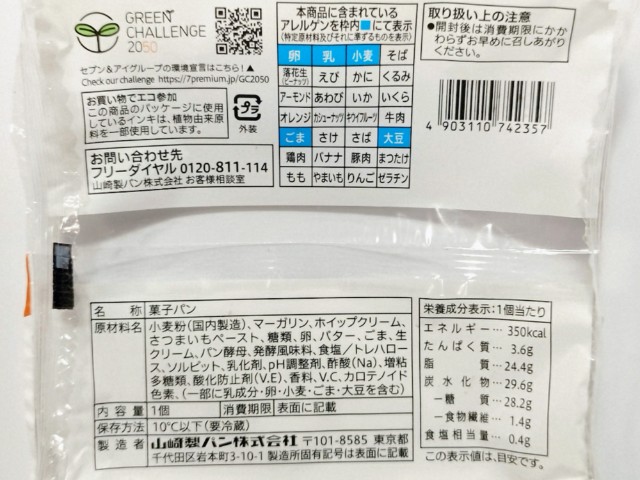 GREEN
CHALLENGE
2050
セブン&アイグループの環境宣言はこちら!▲
Check our challenge https://7premium.jp/GC2050
お買い物でエコ参加
この商品のパッケージに使用
しているインキは、植物由来原
料を一部使用しています。
外装
お問い合わせ先
フリーダイヤル 0120-811-114
山崎製パン株式会社 お客様相談室
本商品に含まれている
アレルゲンを枠内■にて表示
(特定原材料及びそれに準ずるものを表示)
卵 乳 小麦 そば
落花生(ピーナッツ) えび かに くるみ
アーモンド あわび いか いくら
オレンジ カシューナッツ キウイフルーツ 牛肉
ごま さけ さば 大豆
鶏肉 バナナ 豚肉 まつたけ
もも やまいも りんご ゼラチン
取り扱い上の注意
●開封後は消費期限にかか
わらずお早めに召しあがり
ください。
4 903110 742357
名称 菓子パン
原材料名 小麦粉(国内製造)、マーガリン、ホイップクリーム、
さつまいもペースト、糖類、卵、バター、ごま、生
クリーム、パン酵母、発酵風味料、食塩/トレハロー
ス、ソルビット、乳化剤、pH調整剤、酢酸(Na)、増粘
多糖類、酸化防止剤(V.E)、香料、V.C、カロテノイド
色素、(一部に乳成分・卵・小麦・ごま・大豆を含む)
内容量 1個 消費期限 表面に記載
保存方法 10℃以下(要冷蔵)
製造者 山崎製パン株式会社 〒101-8585 東京都
千代田区岩本町3-10-1 製造所固有記号は表面に記載
栄養成分表示:1個当たり
エネルギー…350kcal
たんぱく質…3.6g
脂質…24.4g
炭水化物…29.6g
ー糖質…28.2g
ー食物繊維…1.4g
食塩相当量…0.4g
この表示値は、目安です。